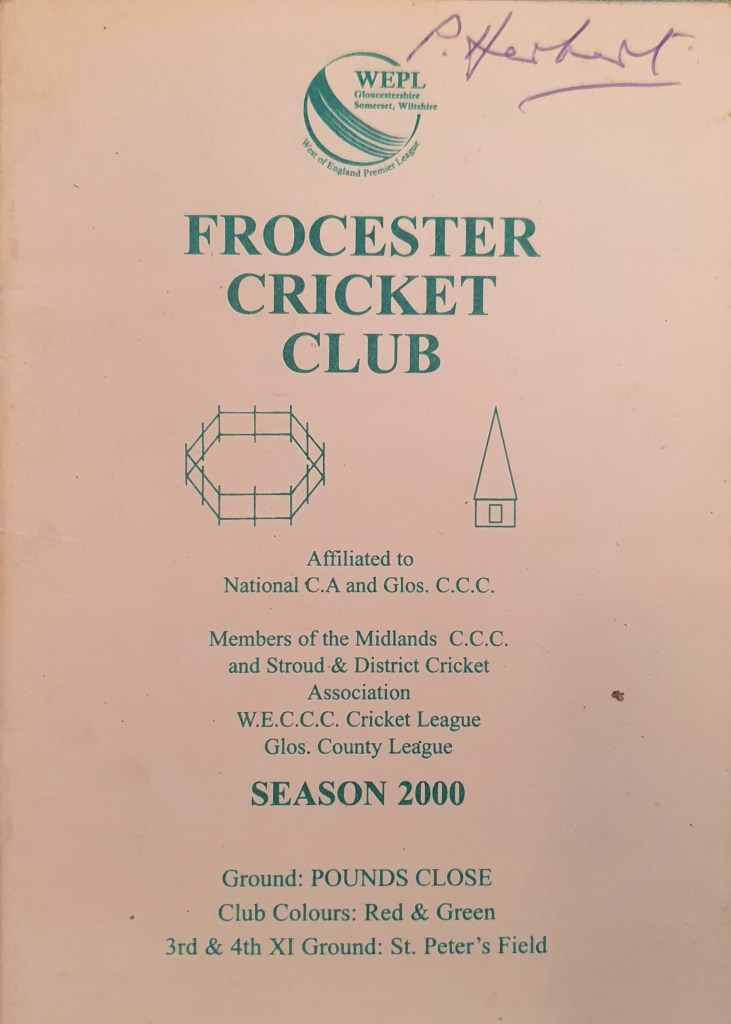 P. Herbert.
WEPL
Gloucestershire
Somerset, Wiltshire
West of England Premier League
FROCESTER
CRICKET
CLUB
Affiliated to
National C.A and Glos. C.C.C.
Members of the Midlands C.C.C.
and Stroud & District Cricket
Association
W.E.C.C.C. Cricket League
Glos. County League
SEASON 2000
Ground: POUNDS CLOSE
Club Colours: Red & Green
3rd & 4th XI Ground: St. Peter's Field